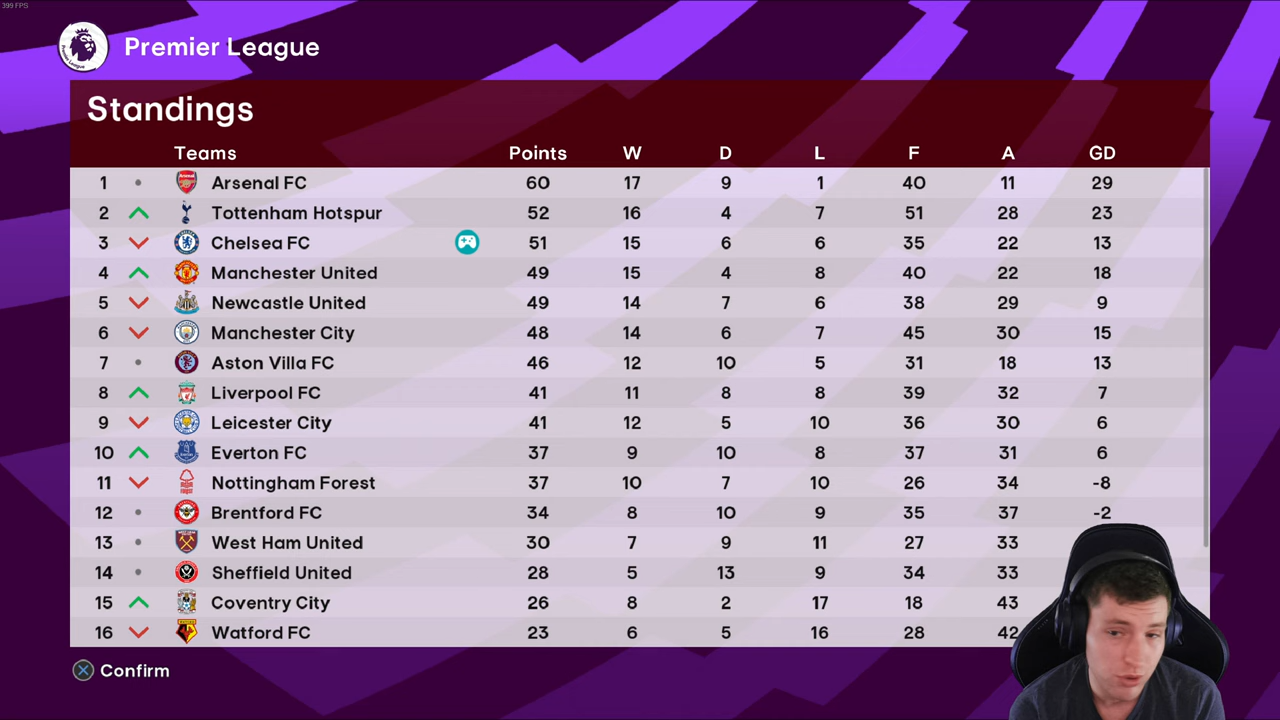 399 FPS
Premier League
Standings
Teams Points W D L F A GD
1 Arsenal FC 60 17 9 1 40 11 29
2 Tottenham Hotspur 52 16 4 7 51 28 23
3 Chelsea FC 51 15 6 6 35 22 13
4 Manchester United 49 15 4 8 40 22 18
5 Newcastle United 49 14 7 6 38 29 9
6 Manchester City 48 14 6 7 45 30 15
7 Aston Villa FC 46 12 10 5 31 18 13
8 Liverpool FC 41 11 8 8 39 32 7
9 Leicester City 41 12 5 10 36 30 6
10 Everton FC 37 9 10 8 37 31 6
11 Nottingham Forest 37 10 7 10 26 34 -8
12 Brentford FC 34 8 10 9 35 37 -2
13 West Ham United 30 7 9 11 27 33
14 Sheffield United 28 5 13 9 34 33
15 Coventry City 26 8 2 17 18 43
16 Watford FC 23 6 5 16 28 42
Confirm